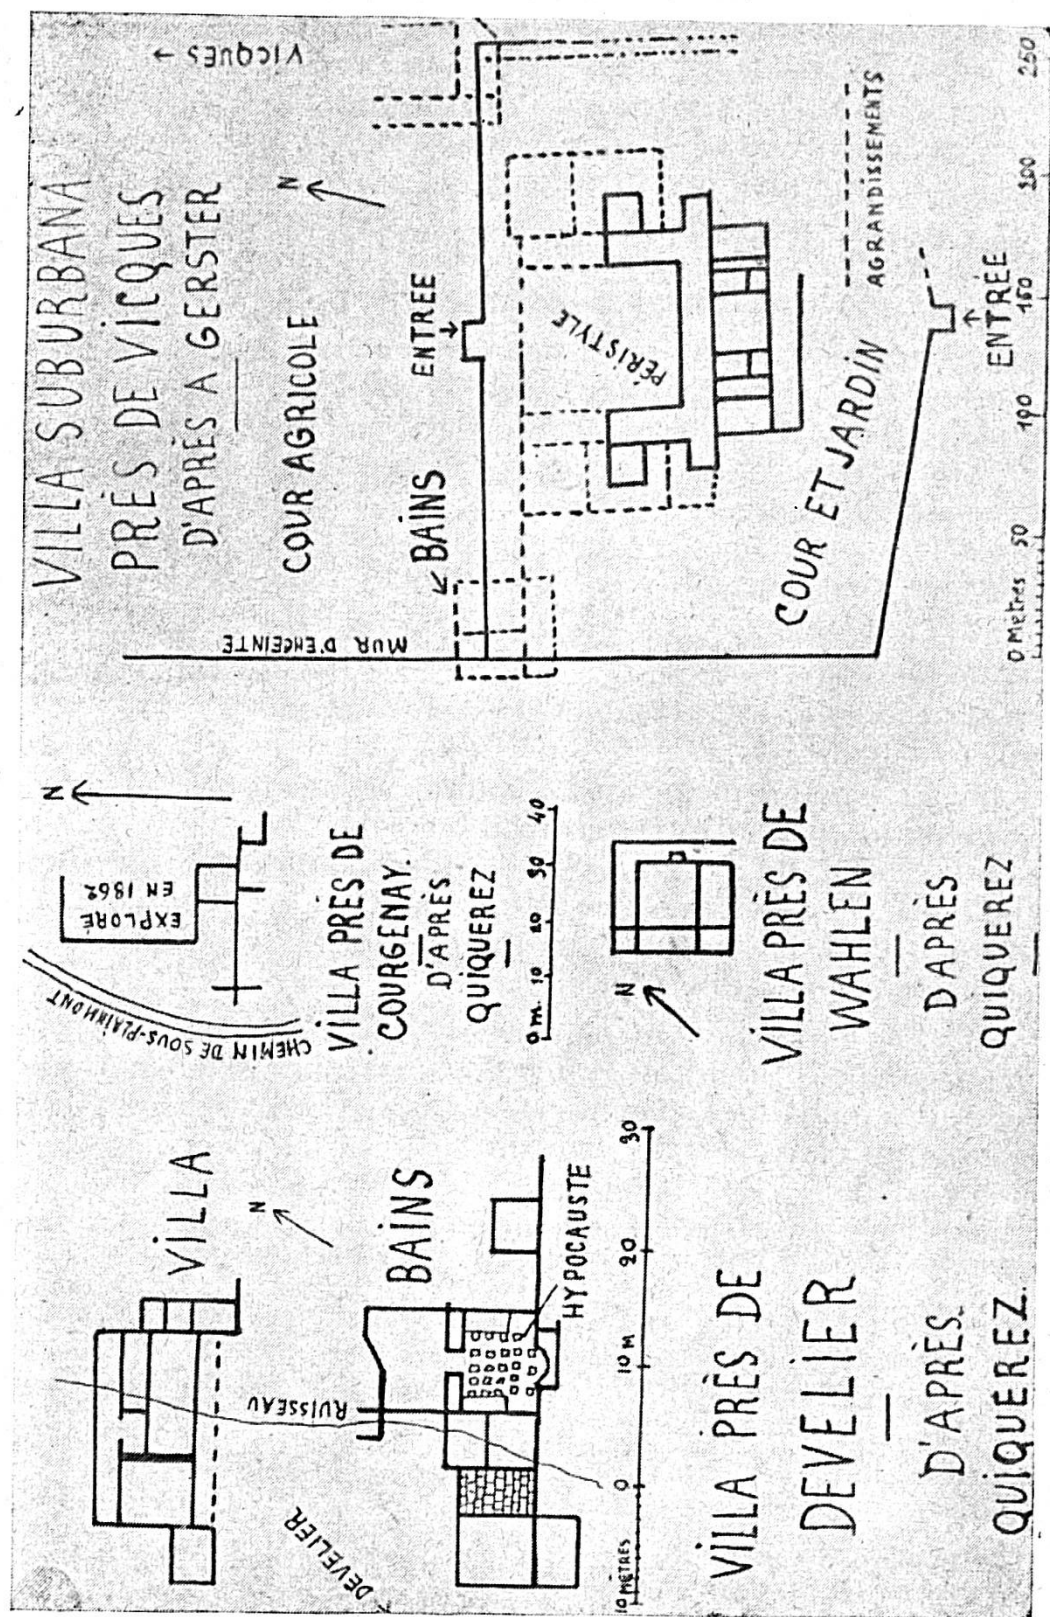 VILLA SUBURBANA
PRÈS DE VICQUES
D'APRÈS A GERSTER
VICQUES →
N
COUR AGRICOLE
ENTRÉE
BAINS
MUR D'ENCEINTE
PÉRISTYLE
COUR ET JARDIN
AGRANDISSEMENTS
ENTRÉE
0 Mètres 50 100 150 200 250
N
EXPLORÉ
EN 1862
CHEMIN DE SOUS-PLAINMONT
VILLA PRÈS DE
COURGENAY.
D'APRÈS
QUIQUEREZ
0 m. 10 20 30 40
N
VILLA PRÈS DE
WAHLEN
D'APRÈS
QUIQUEREZ
VILLA
N
BAINS
RUISSEAU
DEVELIER
HYPOCAUSTE
10 MÈTRES 0 10 M 20 30
VILLA PRÈS DE
DEVELIER
D'APRÈS.
QUIQUEREZ.